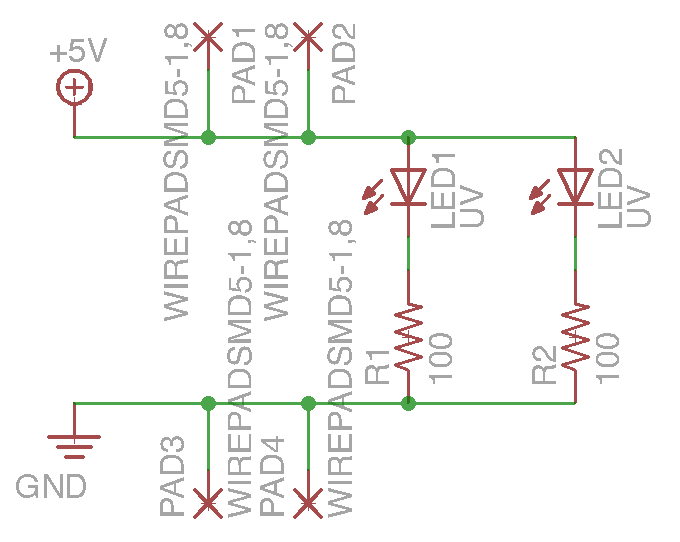 +5V
WIREPADSMD5-1,8
PAD1
WIREPADSMD5-1,8
PAD2
LED1
UV
LED2
UV
R1
100
R2
100
GND
PAD3
WIREPADSMD5-1,8
PAD4
WIREPADSMD5-1,8